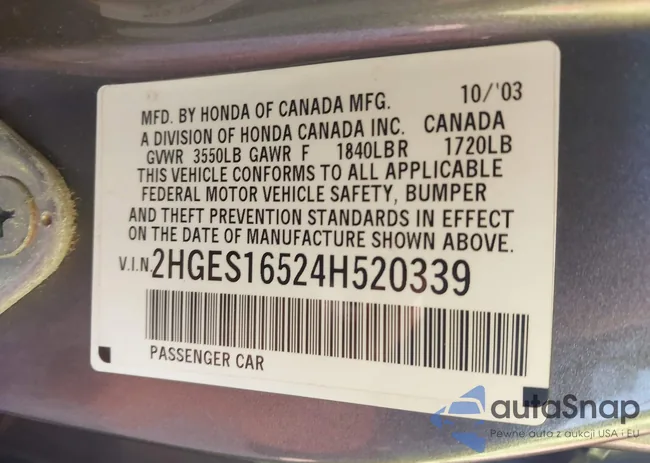 10/'03
MFD. BY HONDA OF CANADA MFG.
A DIVISION OF HONDA CANADA INC. CANADA
GVWR 3550LB GAWR F 1840LBR 1720LB
THIS VEHICLE CONFORMS TO ALL APPLICABLE
FEDERAL MOTOR VEHICLE SAFETY, BUMPER
AND THEFT PREVENTION STANDARDS IN EFFECT
ON THE DATE OF MANUFACTURE SHOWN ABOVE.
V.I.N. 2HGES16524H520339
PASSENGER CAR
autaSnap
Pewne auta z aukcji USA i EU